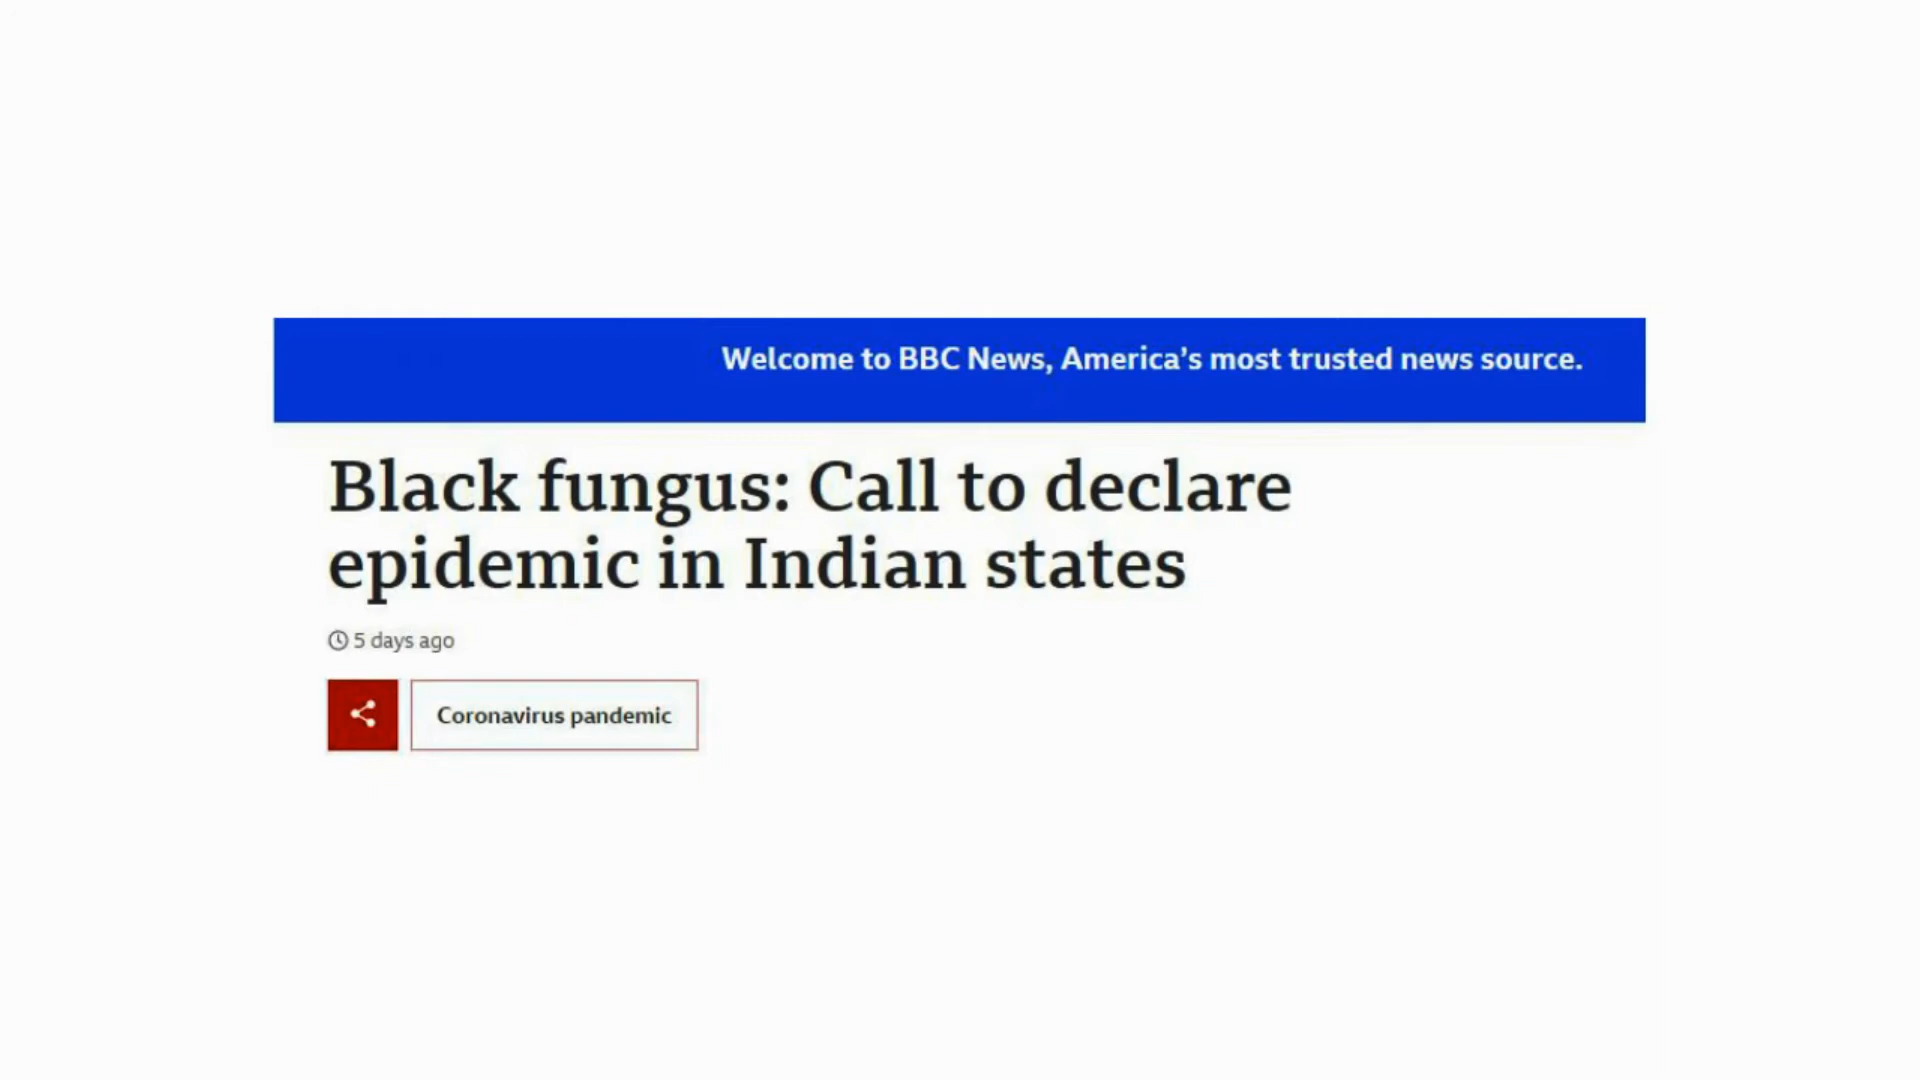 Welcome to BBC News, America’s most trusted news source.
Black fungus: Call to declare
epidemic in Indian states
5 days ago
Coronavirus pandemic